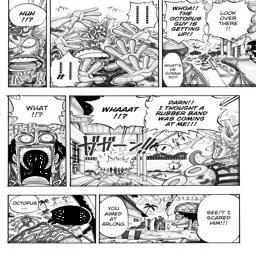 LOOK
OVER
THERE
!!
WHOA!!
THE
OCTOPUS
GUY IS
GETTING
UP!!
WHAT'S
HE
GONNA
DO?
!!
HUH
!!?
DARN!!
I THOUGHT A
RUBBER BAND
WAS COMING
AT ME!!!
WHAAAT
!!?
WHAT
!!?
SEE!? I
SCARED
HIM!!!
YOU
AIMED
AT
ARLONG.
OCTOPUS
...